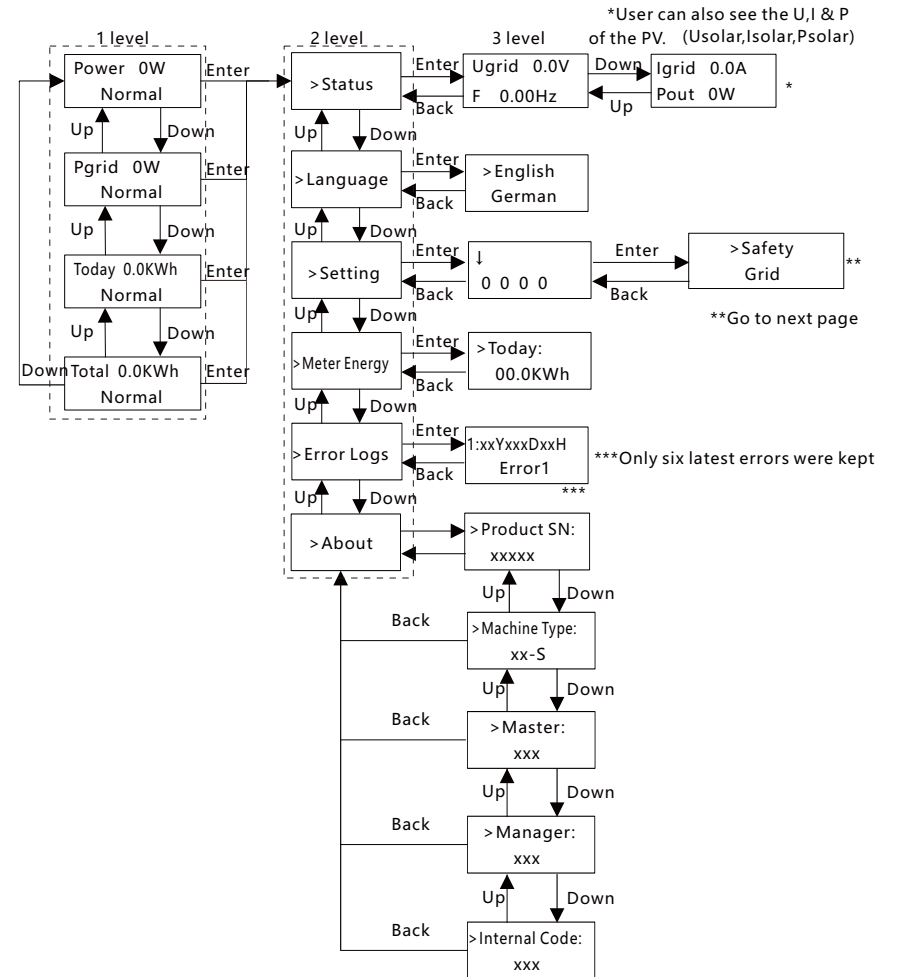 *User can also see the U,I & P
of the PV. (Usolar,Isolar,Psolar)
1 level
2 level
3 level
Power 0W
Normal
Enter
>Status
Enter
Back
Ugrid 0.0V
F 0.00Hz
Down
Up
Igrid 0.0A
Pout 0W
*
Up
Down
Up
Down
Pgrid 0W
Normal
Enter
>Language
Enter
Back
>English
German
Up
Down
Up
Down
Today 0.0KWh
Normal
Enter
>Setting
Enter
Back
↓
0 0 0 0
Enter
Back
>Safety
Grid
**
**Go to next page
Up
Down
Up
Down
Down
Total 0.0KWh
Normal
Enter
>Meter Energy
Enter
Back
>Today:
00.0KWh
Up
Down
>Error Logs
Enter
Back
1:xxYxxxDxxH
Error1
***
***Only six latest errors were kept
Up
Down
>About
>Product SN:
xxxxx
Up
Down
Back
>Machine Type:
xx-S
Up
Down
Back
>Master:
xxx
Up
Down
Back
>Manager:
xxx
Up
Down
Back
>Internal Code:
xxx